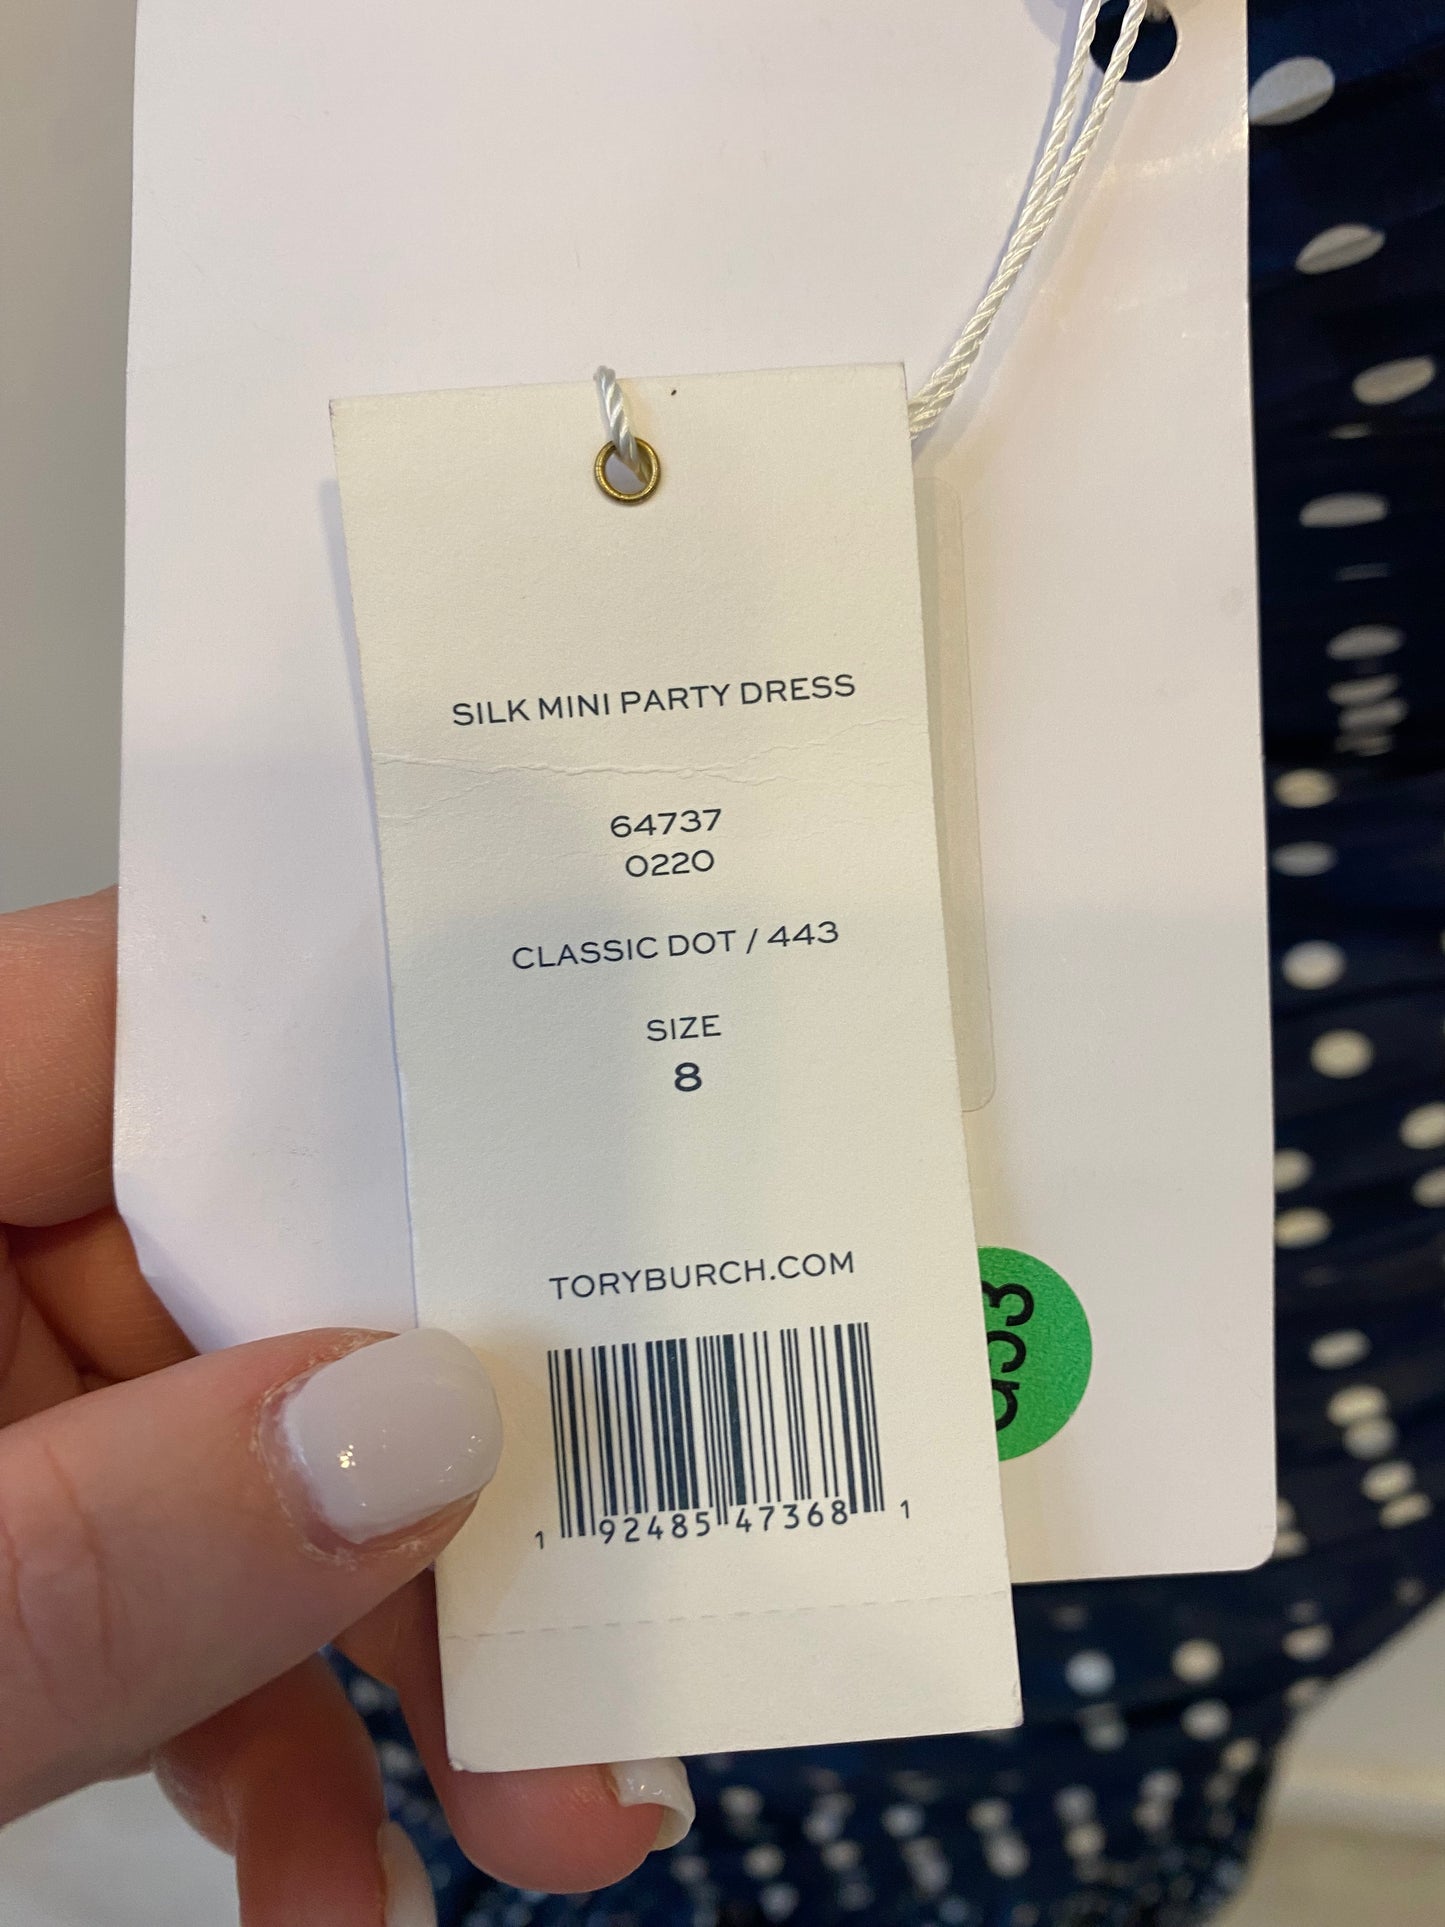 SILK MINI PARTY DRESS
64737
0220
CLASSIC DOT / 443
SIZE
8
TORYBURCH.COM
1 92485 47368 1